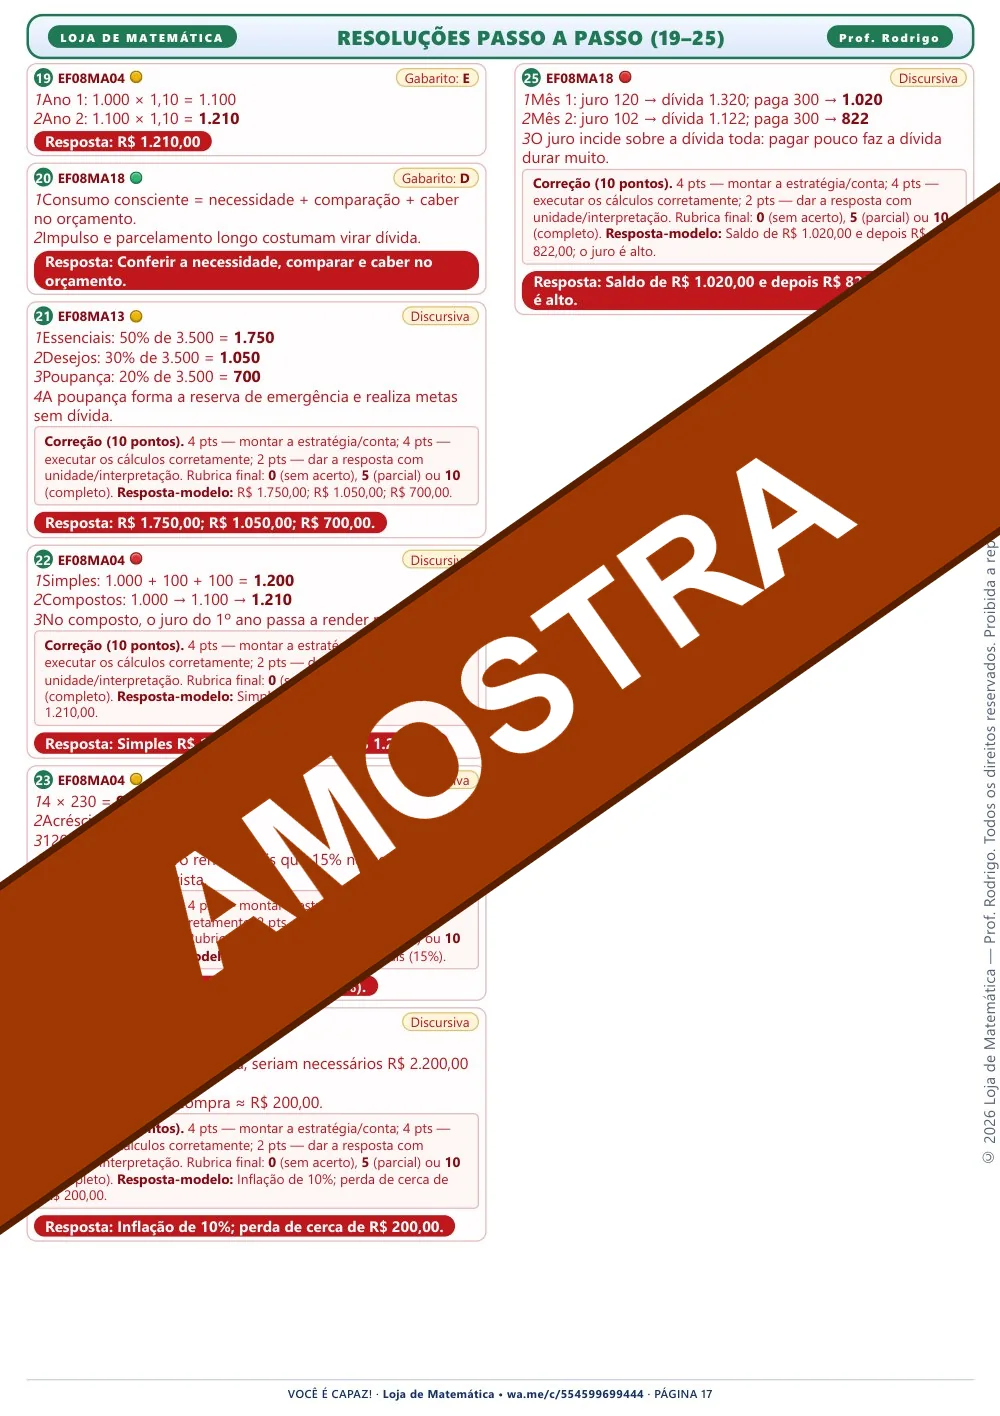 LOJA DE MATEMÁTICA
RESOLUÇÕES PASSO A PASSO (19–25)
Prof. Rodrigo
19 EF08MA04
Gabarito: E
1Ano 1: 1.000 × 1,10 = 1.100
2Ano 2: 1.100 × 1,10 = 1.210
Resposta: R$ 1.210,00
20 EF08MA18
Gabarito: D
1Consumo consciente = necessidade + comparação + caber
no orçamento.
2Impulso e parcelamento longo costumam virar dívida.
Resposta: Conferir a necessidade, comparar e caber no
orçamento.
21 EF08MA13
Discursiva
1Essenciais: 50% de 3.500 = 1.750
2Desejos: 30% de 3.500 = 1.050
3Poupança: 20% de 3.500 = 700
4A poupança forma a reserva de emergência e realiza metas
sem dívida.
Correção (10 pontos). 4 pts — montar a estratégia/conta; 4 pts —
executar os cálculos corretamente; 2 pts — dar a resposta com
unidade/interpretação. Rubrica final: 0 (sem acerto), 5 (parcial) ou 10
(completo). Resposta-modelo: R$ 1.750,00; R$ 1.050,00; R$ 700,00.
Resposta: R$ 1.750,00; R$ 1.050,00; R$ 700,00.
22 EF08MA04
1Simples: 1.000 + 100 + 100 = 1.200
2Compostos: 1.000 → 1.100 → 1.210
3No composto, o juro do 1º ano passa a render
Correção (10 pontos). 4 pts — montar a
executar os cálculos corretamente; 2 pts —
unidade/interpretação. Rubrica final: 0
(completo). Resposta-modelo:
1.210,00.
Resposta: Simples R$
23 EF08MA04
14 × 230 =
15%
4
pts
ou 10
(15%).
Discursiva
seriam necessários R$ 2.200,00
≈ R$ 200,00.
4 pts — montar a estratégia/conta; 4 pts —
corretamente; 2 pts — dar a resposta com
Rubrica final: 0 (sem acerto), 5 (parcial) ou 10
Resposta-modelo: Inflação de 10%; perda de cerca de
200,00.
Resposta: Inflação de 10%; perda de cerca de R$ 200,00.
25 EF08MA18
Discursiva
1Mês 1: juro 120 → dívida 1.320; paga 300 → 1.020
2Mês 2: juro 102 → dívida 1.122; paga 300 → 822
3O juro incide sobre a dívida toda: pagar pouco faz a dívida
durar muito.
Correção (10 pontos). 4 pts — montar a estratégia/conta; 4 pts —
executar os cálculos corretamente; 2 pts — dar a resposta com
unidade/interpretação. Rubrica final: 0 (sem acerto), 5 (parcial) ou 10
(completo). Resposta-modelo: Saldo de R$ 1.020,00 e depois R$
822,00; o juro é alto.
Resposta: Saldo de R$ 1.020,00 e depois R$
é alto.
AMOSTRA
© 2026 Loja de Matemática — Prof. Rodrigo. Todos os direitos reservados. Proibida a
VOCÊ É CAPAZ! · Loja de Matemática • wa.me/c/554599699444 · PÁGINA 17